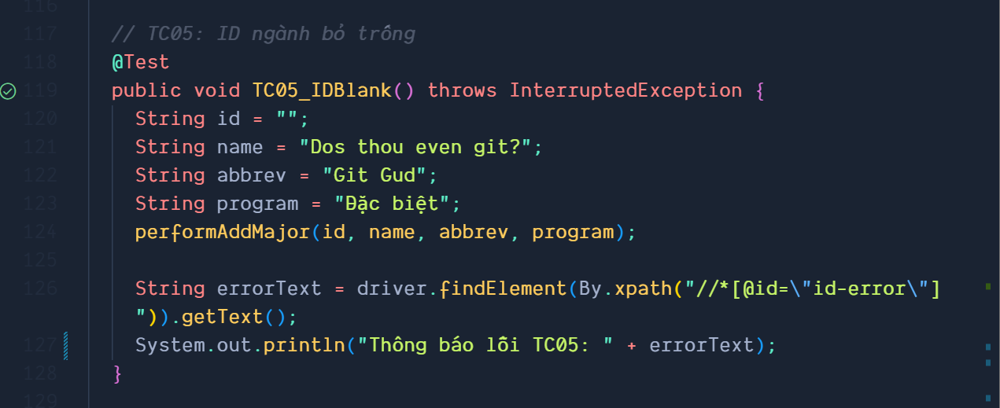 116
117 // TC05: ID ngành bỏ trống
118 @Test
119 public void TC05_IDBlank() throws InterruptedException {
120 String id = "";
121 String name = "Dos thou even git?";
122 String abbrev = "Git Gud";
123 String program = "Đặc biệt";
124 performAddMajor(id, name, abbrev, program);
125
126 String errorText = driver.findElement(By.xpath("//*[@id=\"id-error\"]
")).getText();
127 System.out.println("Thông báo lỗi TC05: " + errorText);
128 }
129